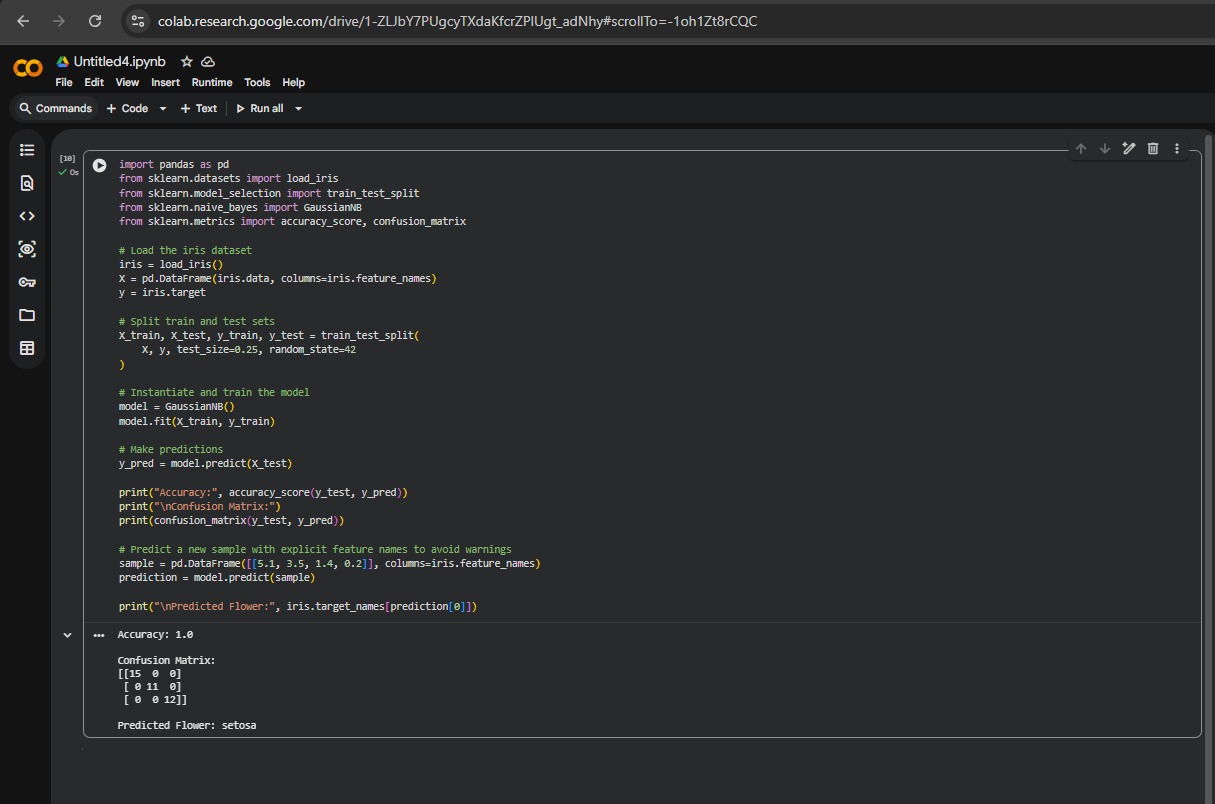 colab.research.google.com/drive/1-ZLJbY7PUgcyTXdaKfcrZPlUgt_adNhy#scrollTo=-1oh1Zt8rCQC
Untitled4.ipynb
File Edit View Insert Runtime Tools Help
Commands + Code + Text Run all
[10]
0s
import pandas as pd
from sklearn.datasets import load_iris
from sklearn.model_selection import train_test_split
from sklearn.naive_bayes import GaussianNB
from sklearn.metrics import accuracy_score, confusion_matrix
# Load the iris dataset
iris = load_iris()
X = pd.DataFrame(iris.data, columns=iris.feature_names)
y = iris.target
# Split train and test sets
X_train, X_test, y_train, y_test = train_test_split(
    X, y, test_size=0.25, random_state=42
)
# Instantiate and train the model
model = GaussianNB()
model.fit(X_train, y_train)
# Make predictions
y_pred = model.predict(X_test)
print("Accuracy:", accuracy_score(y_test, y_pred))
print("\nConfusion Matrix:")
print(confusion_matrix(y_test, y_pred))
# Predict a new sample with explicit feature names to avoid warnings
sample = pd.DataFrame([[5.1, 3.5, 1.4, 0.2]], columns=iris.feature_names)
prediction = model.predict(sample)
print("\nPredicted Flower:", iris.target_names[prediction[0]])
Accuracy: 1.0
Confusion Matrix:
[[15  0  0]
 [ 0 11  0]
 [ 0  0 12]]
Predicted Flower: setosa